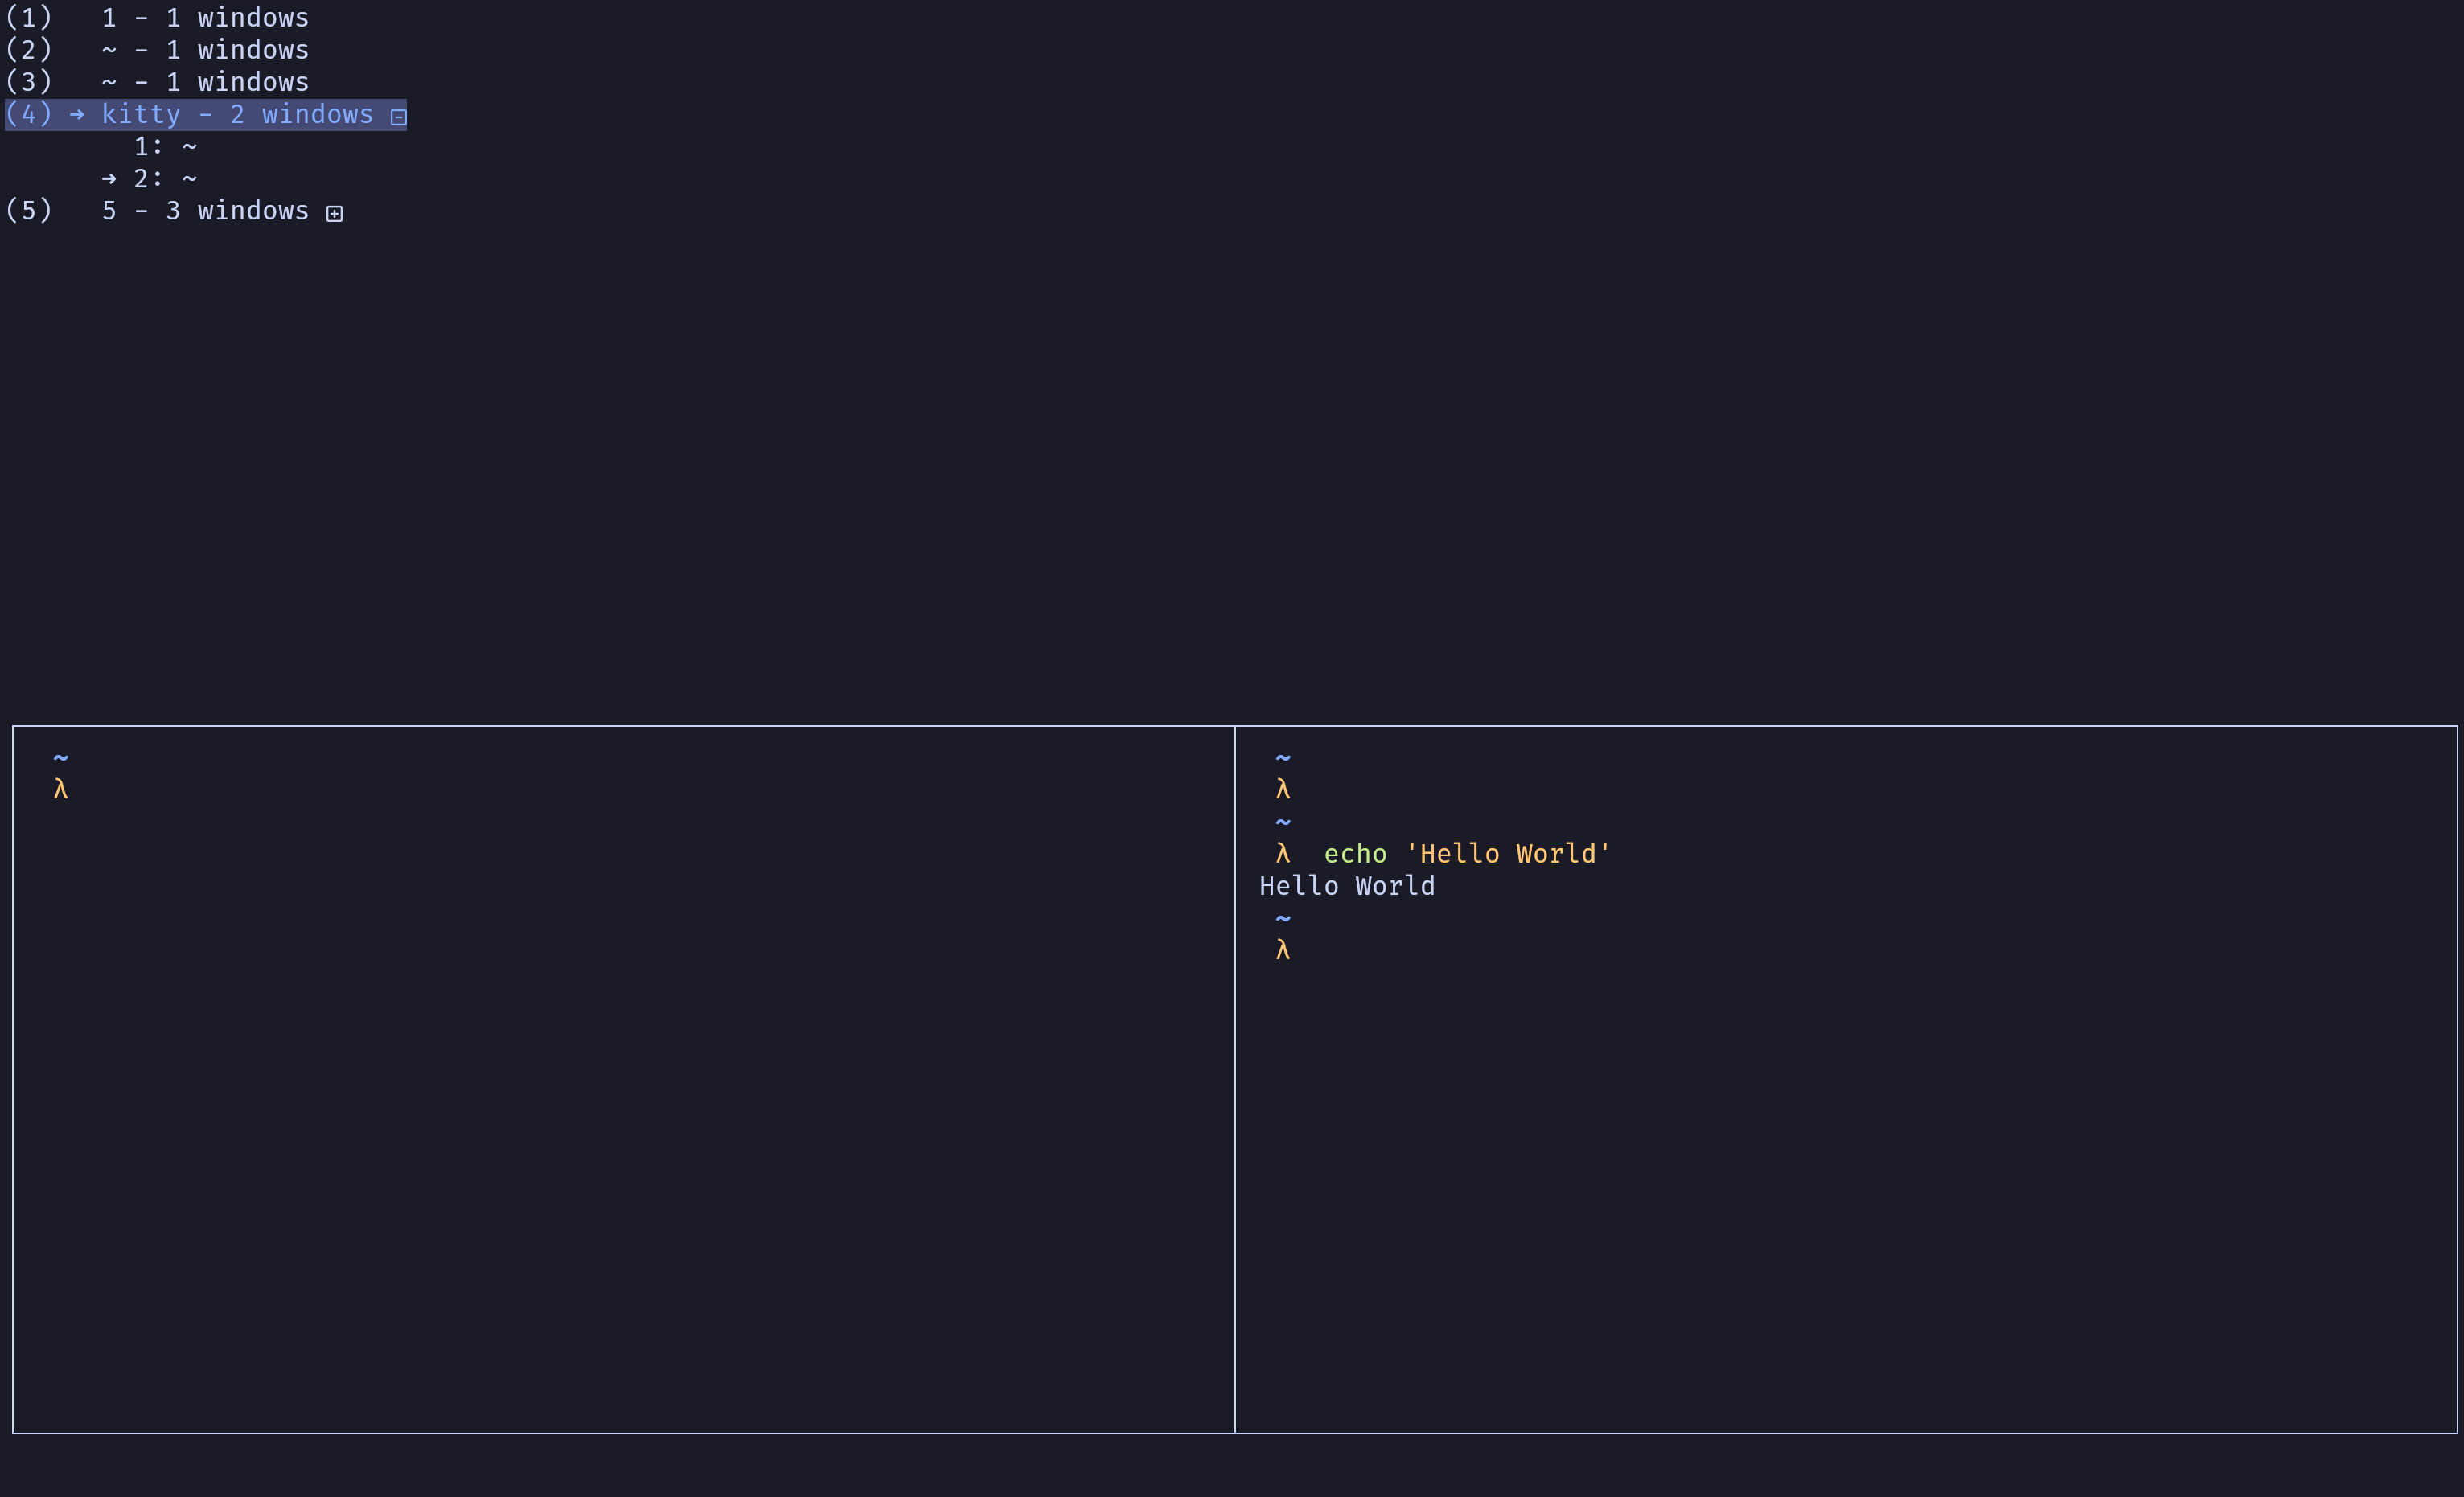 (1)   1 - 1 windows
(2)   ~ - 1 windows
(3)   ~ - 1 windows
(4) ➜ kitty - 2 windows ⊟
        1: ~
      ➜ 2: ~
(5)   5 - 3 windows ⊞
~
λ
~
λ
~
λ  echo 'Hello World'
Hello World
~
λ